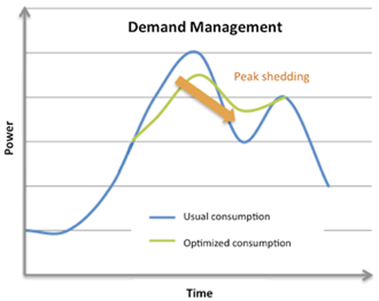 Demand Management
Peak shedding
Power
Usual consumption
Optimized consumption
Time